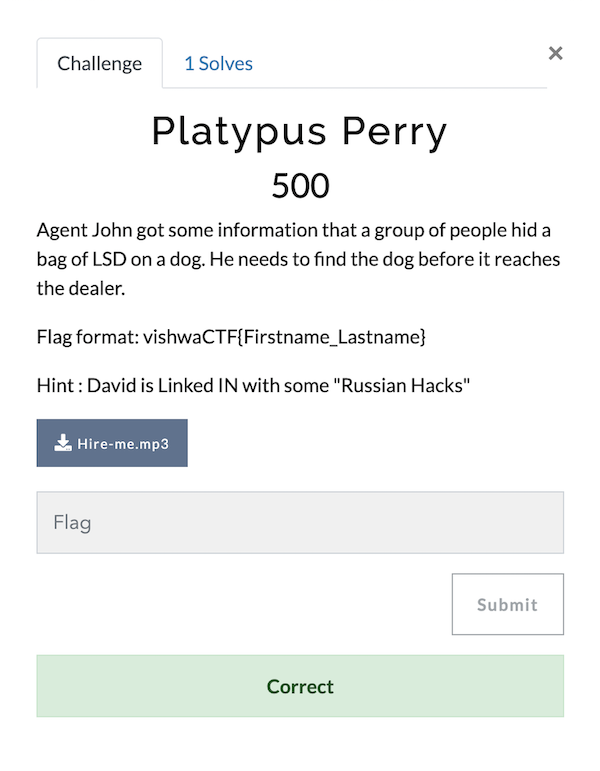 Challenge
1 Solves
×
Platypus Perry
500
Agent John got some information that a group of people hid a
bag of LSD on a dog. He needs to find the dog before it reaches
the dealer.
Flag format: vishwaCTF{Firstname_Lastname}
Hint : David is Linked IN with some "Russian Hacks"
Hire-me.mp3
Flag
Submit
Correct